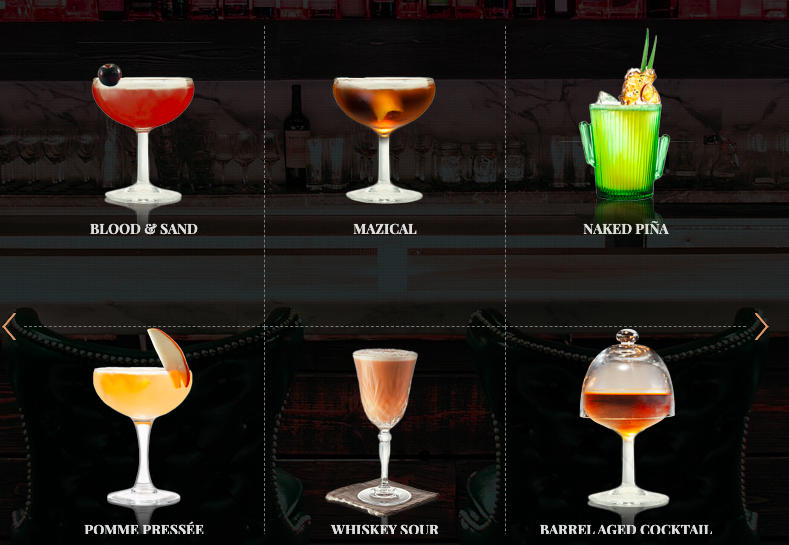 BLOOD & SAND
MAZICAL
NAKED PIÑA
POMME PRESSÉE
WHISKEY SOUR
BARREL AGED COCKTAIL